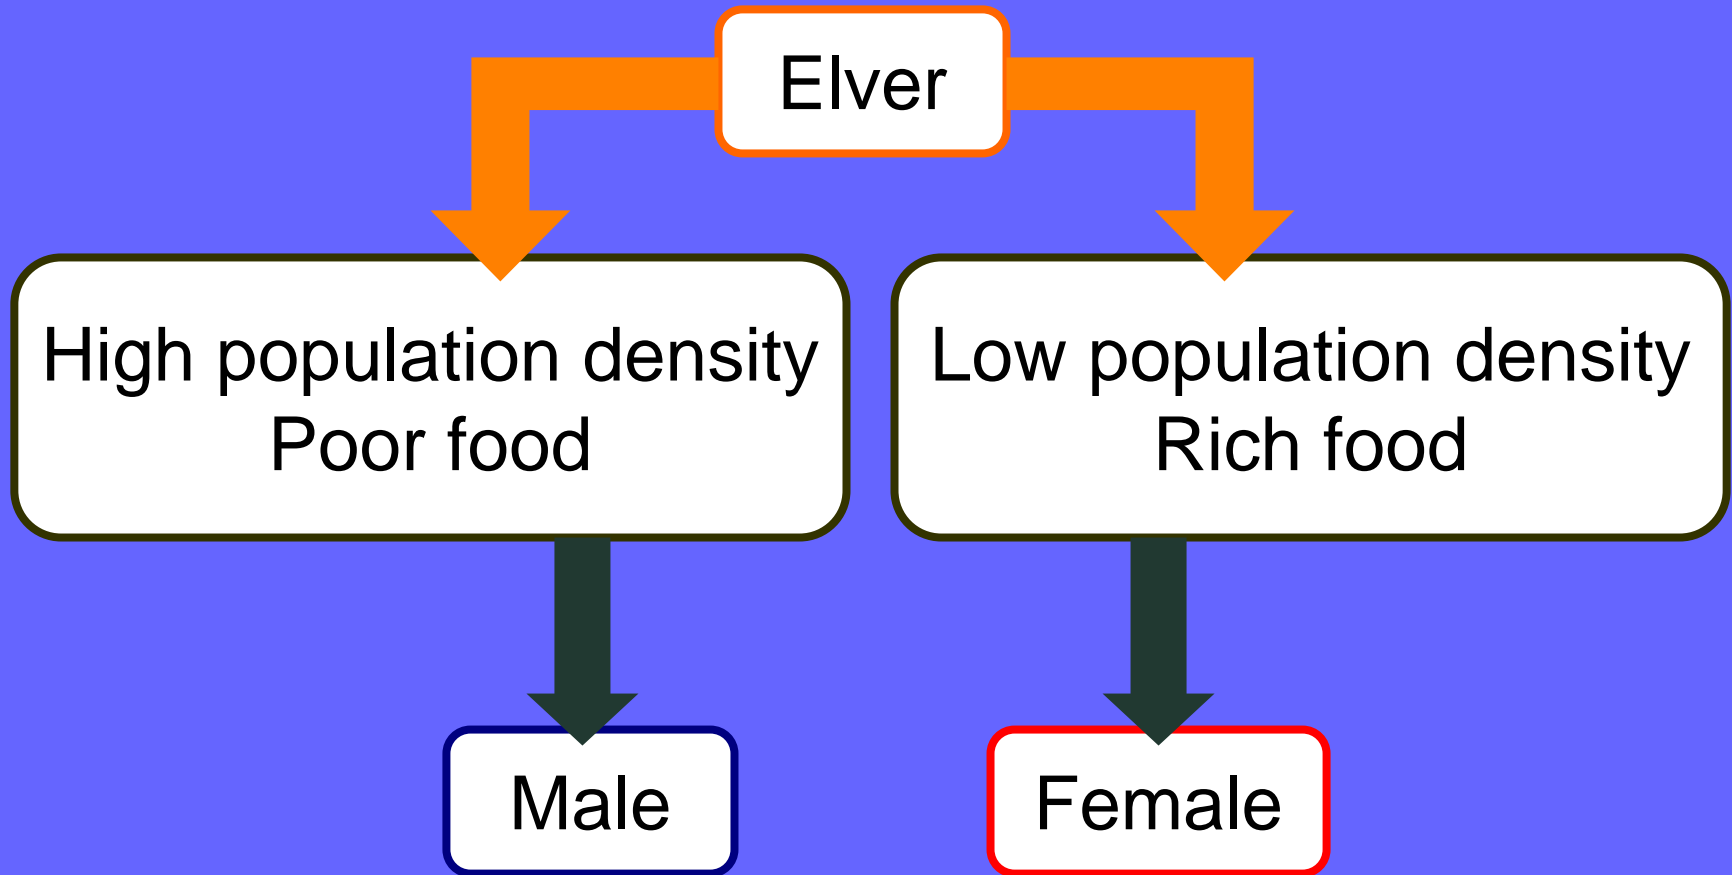 Elver
High population density
Poor food
Low population density
Rich food
Male
Female